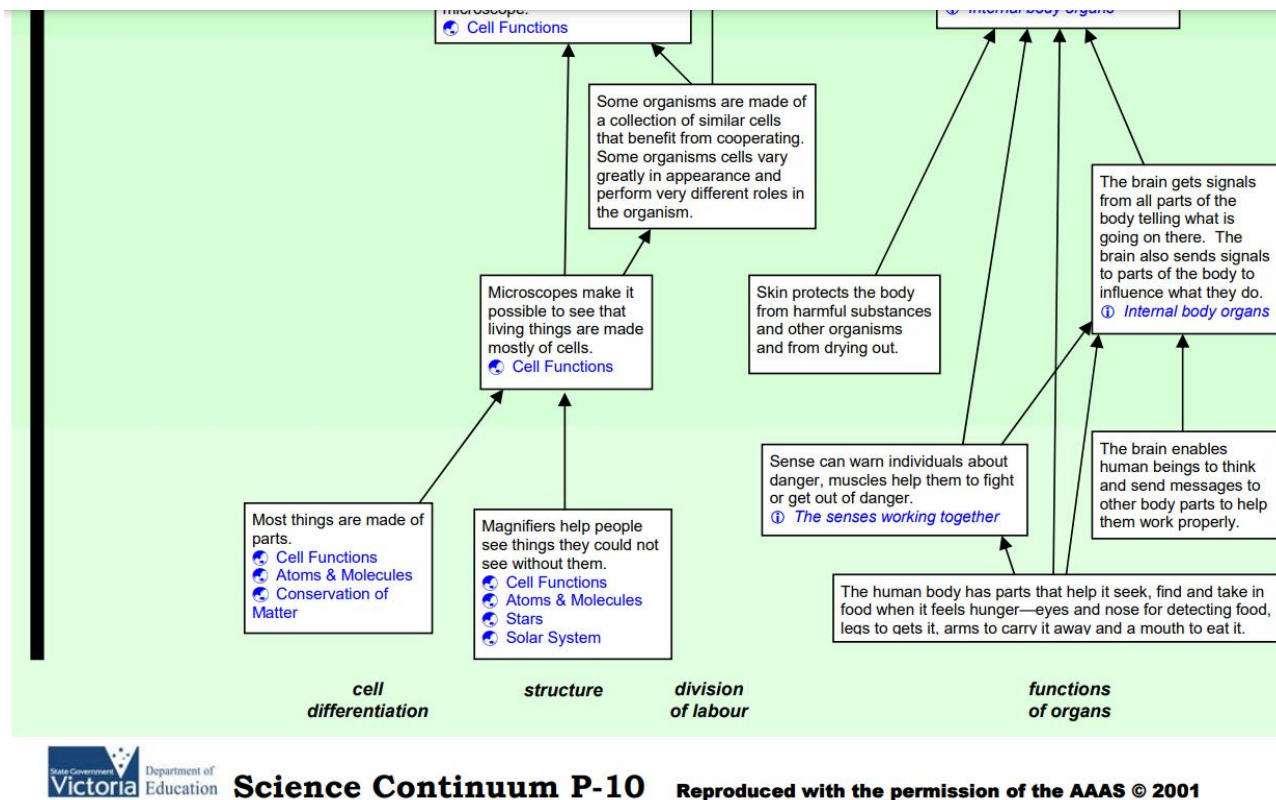 microscope.
Cell Functions
Internal body organs
Some organisms are made of
a collection of similar cells
that benefit from cooperating.
Some organisms cells vary
greatly in appearance and
perform very different roles in
the organism.
The brain gets signals
from all parts of the
body telling what is
going on there. The
brain also sends signals
to parts of the body to
influence what they do.
Internal body organs
Microscopes make it
possible to see that
living things are made
mostly of cells.
Cell Functions
Skin protects the body
from harmful substances
and other organisms
and from drying out.
Sense can warn individuals about
danger, muscles help them to fight
or get out of danger.
The senses working together
The brain enables
human beings to think
and send messages to
other body parts to help
them work properly.
Most things are made of
parts.
Cell Functions
Atoms & Molecules
Conservation of
Matter
Magnifiers help people
see things they could not
see without them.
Cell Functions
Atoms & Molecules
Stars
Solar System
The human body has parts that help it seek, find and take in
food when it feels hunger—eyes and nose for detecting food,
legs to gets it, arms to carry it away and a mouth to eat it.
cell
differentiation
structure
division
of labour
functions
of organs
State Government
Victoria
Department of
Education
Science Continuum P-10
Reproduced with the permission of the AAAS © 2001